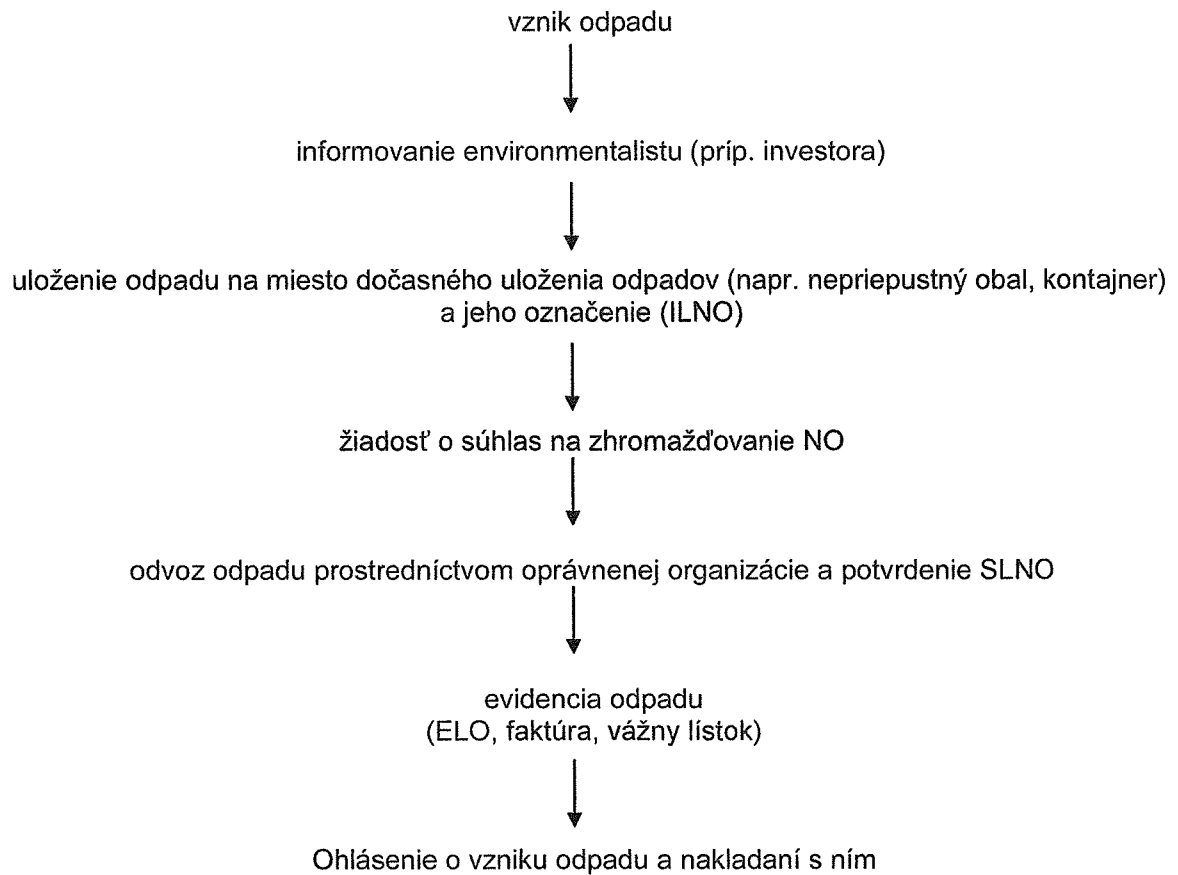 vznik odpadu
informovanie environmentalistu (príp. investora)
uloženie odpadu na miesto dočasného uloženia odpadov (napr. nepriepustný obal, kontajner)
a jeho označenie (ILNO)
žiadosť o súhlas na zhromažďovanie NO
odvoz odpadu prostredníctvom oprávnenej organizácie a potvrdenie SLNO
evidencia odpadu
(ELO, faktúra, vážny lístok)
Ohlásenie o vzniku odpadu a nakladaní s ním